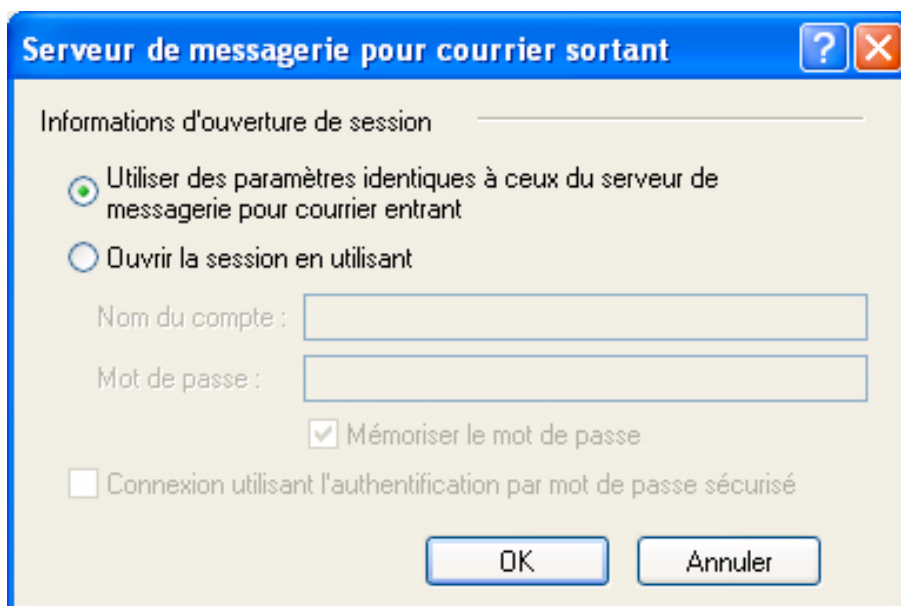 Serveur de messagerie pour courrier sortant
Informations d'ouverture de session
Utiliser des paramètres identiques à ceux du serveur de
messagerie pour courrier entrant
Ouvrir la session en utilisant
Nom du compte :
Mot de passe :
Mémoriser le mot de passe
Connexion utilisant l'authentification par mot de passe sécurisé
OK
Annuler